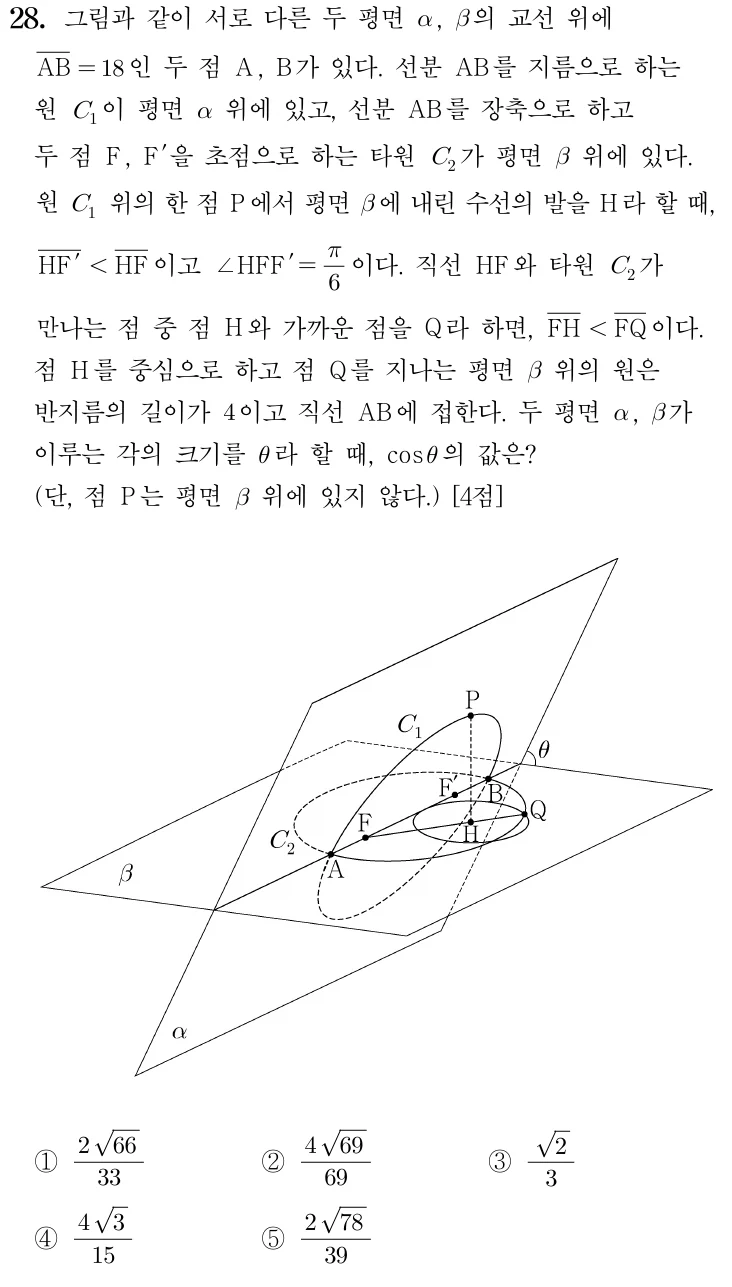 28. 그림과 같이 서로 다른 두 평면 α, β의 교선 위에
AB̅=18인 두 점 A, B가 있다. 선분 AB를 지름으로 하는
원 C₁이 평면 α 위에 있고, 선분 AB를 장축으로 하고
두 점 F, F′을 초점으로 하는 타원 C₂가 평면 β 위에 있다.
원 C₁ 위의 한 점 P에서 평면 β에 내린 수선의 발을 H라 할 때,
HF′̅ < HF̅ 이고 ∠HFF′=π/6 이다. 직선 HF와 타원 C₂가
만나는 점 중 점 H와 가까운 점을 Q라 하면, FH̅ < FQ̅ 이다.
점 H를 중심으로 하고 점 Q를 지나는 평면 β 위의 원은
반지름의 길이가 4이고 직선 AB에 접한다. 두 평면 α, β가
이루는 각의 크기를 θ라 할 때, cosθ의 값은?
(단, 점 P는 평면 β 위에 있지 않다.) [4점]
P
C₁
θ
F′
B
Q
F
H
C₂
A
β
α
① 2√66/33 ② 4√69/69 ③ √2/3
④ 4√3/15 ⑤ 2√78/39